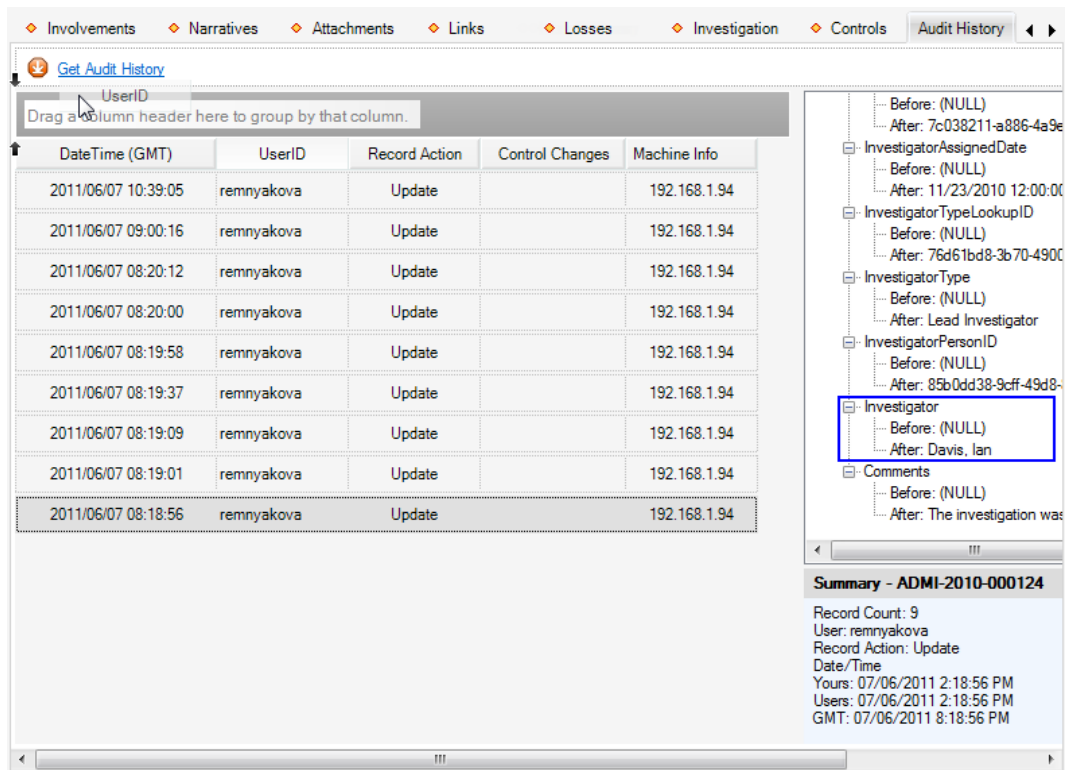 Involvements Narratives Attachments Links Losses Investigation Controls Audit History
Get Audit History
UserID
Drag a column header here to group by that column.
DateTime (GMT) UserID Record Action Control Changes Machine Info
2011/06/07 10:39:05 remnyakova Update 192.168.1.94
2011/06/07 09:00:16 remnyakova Update 192.168.1.94
2011/06/07 08:20:12 remnyakova Update 192.168.1.94
2011/06/07 08:20:00 remnyakova Update 192.168.1.94
2011/06/07 08:19:58 remnyakova Update 192.168.1.94
2011/06/07 08:19:37 remnyakova Update 192.168.1.94
2011/06/07 08:19:09 remnyakova Update 192.168.1.94
2011/06/07 08:19:01 remnyakova Update 192.168.1.94
2011/06/07 08:18:56 remnyakova Update 192.168.1.94
Before: (NULL)
After: 7c038211-a886-4a9e
InvestigatorAssignedDate
Before: (NULL)
After: 11/23/2010 12:00:00
InvestigatorTypeLookupID
Before: (NULL)
After: 76d61bd8-3b70-4900
InvestigatorType
Before: (NULL)
After: Lead Investigator
InvestigatorPersonID
Before: (NULL)
After: 85b0dd38-9cff-49d8-
Investigator
Before: (NULL)
After: Davis, Ian
Comments
Before: (NULL)
After: The investigation was
Summary - ADMI-2010-000124
Record Count: 9
User: remnyakova
Record Action: Update
Date/Time
Yours: 07/06/2011 2:18:56 PM
Users: 07/06/2011 2:18:56 PM
GMT: 07/06/2011 8:18:56 PM